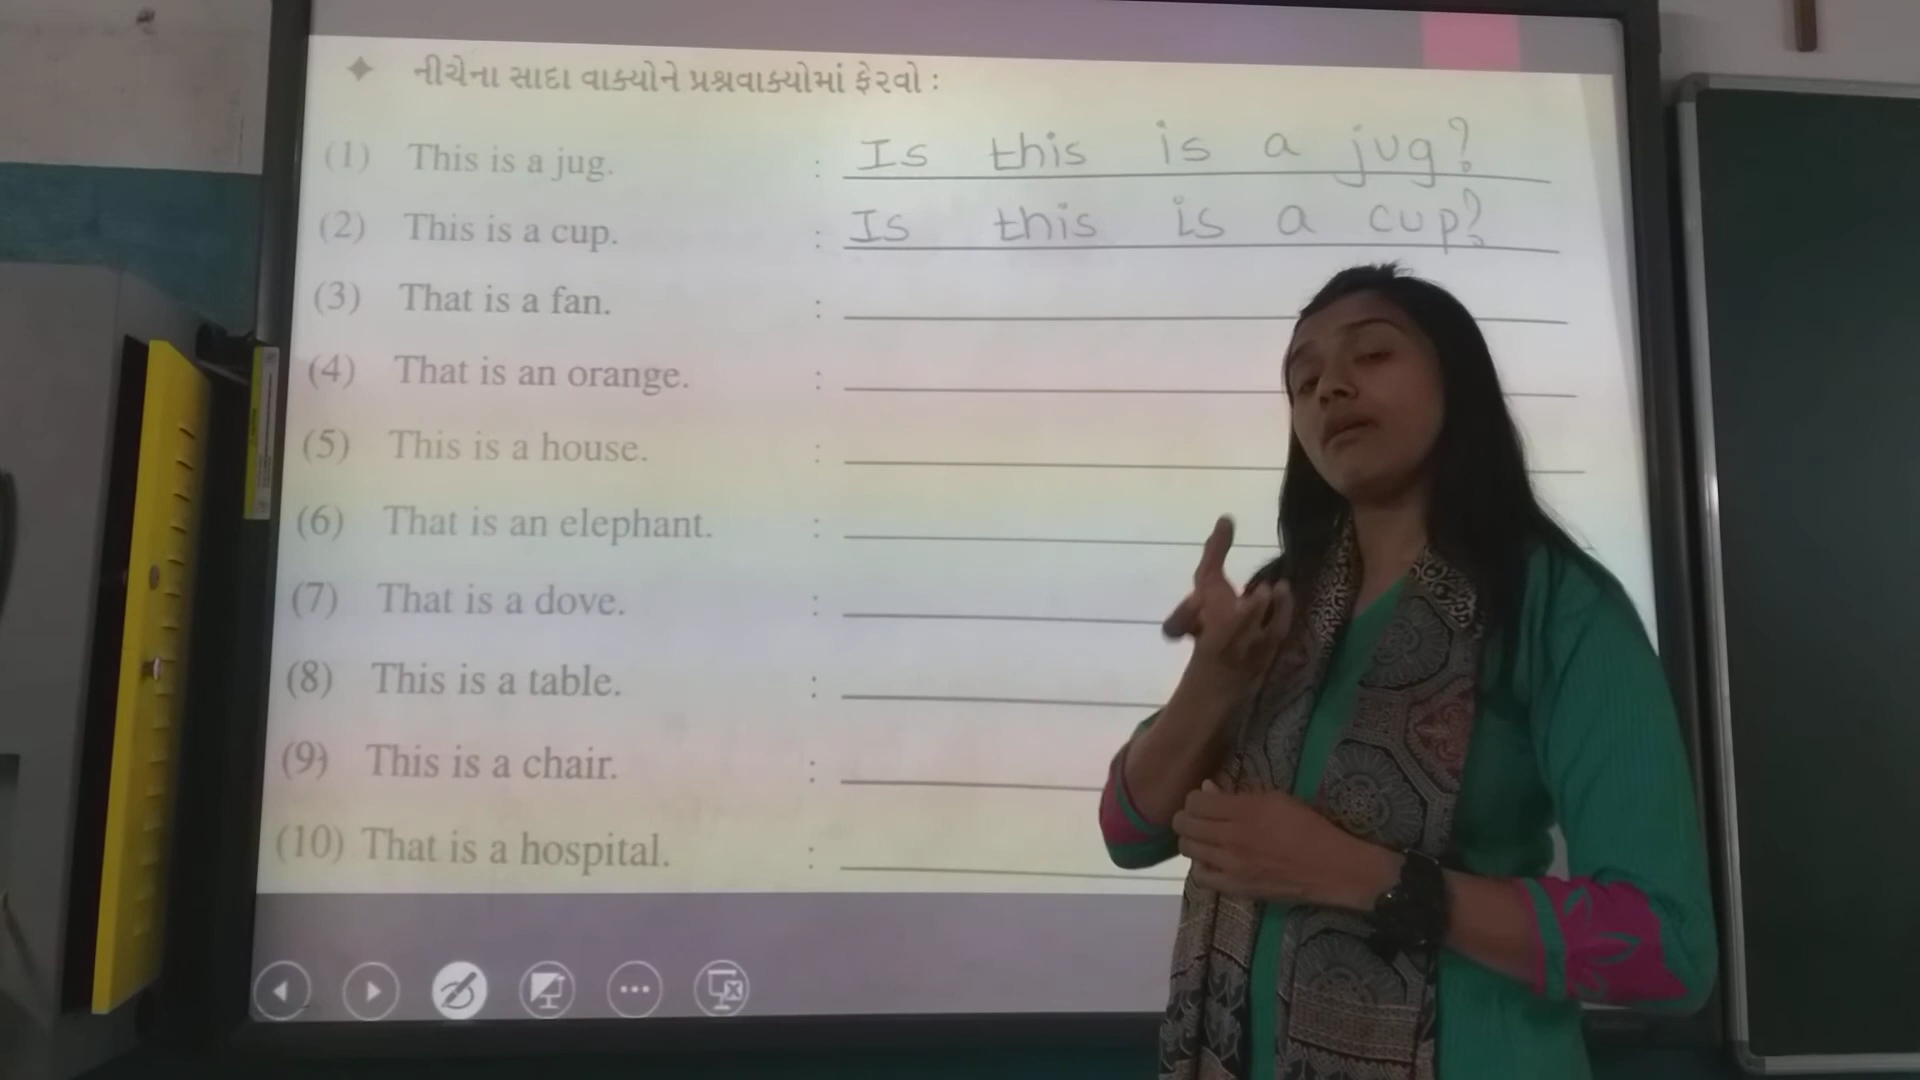 ✦ નીચેના સાદા વાક્યોને પ્રશ્નવાક્યોમાં ફેરવો :
(1) This is a jug. : Is this is a jug?
(2) This is a cup. : Is this is a cup?
(3) That is a fan. :
(4) That is an orange. :
(5) This is a house. :
(6) That is an elephant. :
(7) That is a dove. :
(8) This is a table. :
(9) This is a chair. :
(10) That is a hospital. :